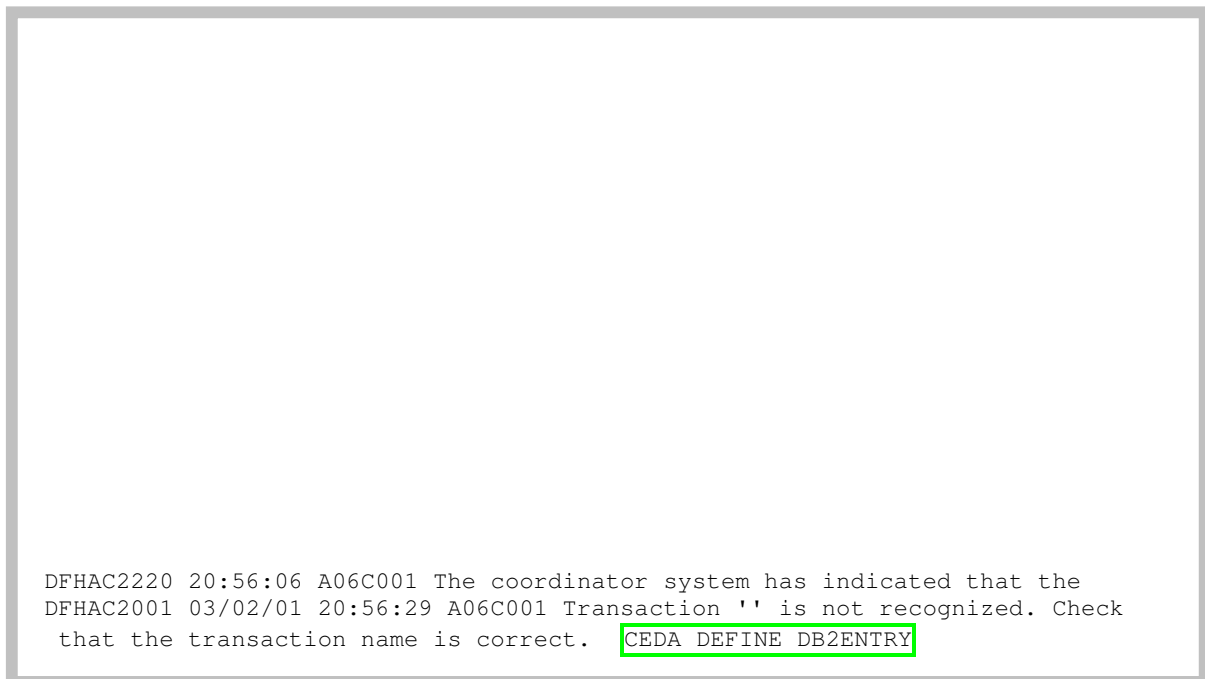 DFHAC2220 20:56:06 A06C001 The coordinator system has indicated that the
DFHAC2001 03/02/01 20:56:29 A06C001 Transaction '' is not recognized. Check
that the transaction name is correct. CEDA DEFINE DB2ENTRY